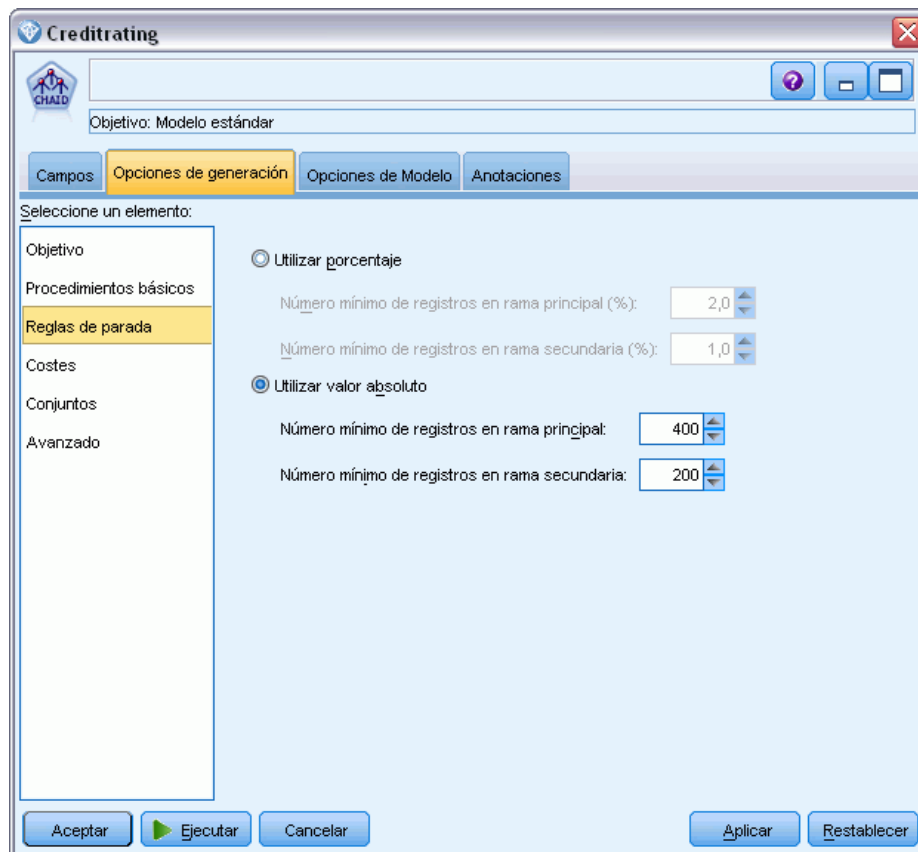 Creditrating
CHAID
?
Objetivo: Modelo estándar
Campos
Opciones de generación
Opciones de Modelo
Anotaciones
Seleccione un elemento:
Objetivo
Procedimientos básicos
Reglas de parada
Costes
Conjuntos
Avanzado
Utilizar porcentaje
Número mínimo de registros en rama principal (%): 2,0
Número mínimo de registros en rama secundaria (%): 1,0
Utilizar valor absoluto
Número mínimo de registros en rama principal: 400
Número mínimo de registros en rama secundaria: 200
Aceptar
Ejecutar
Cancelar
Aplicar
Restablecer